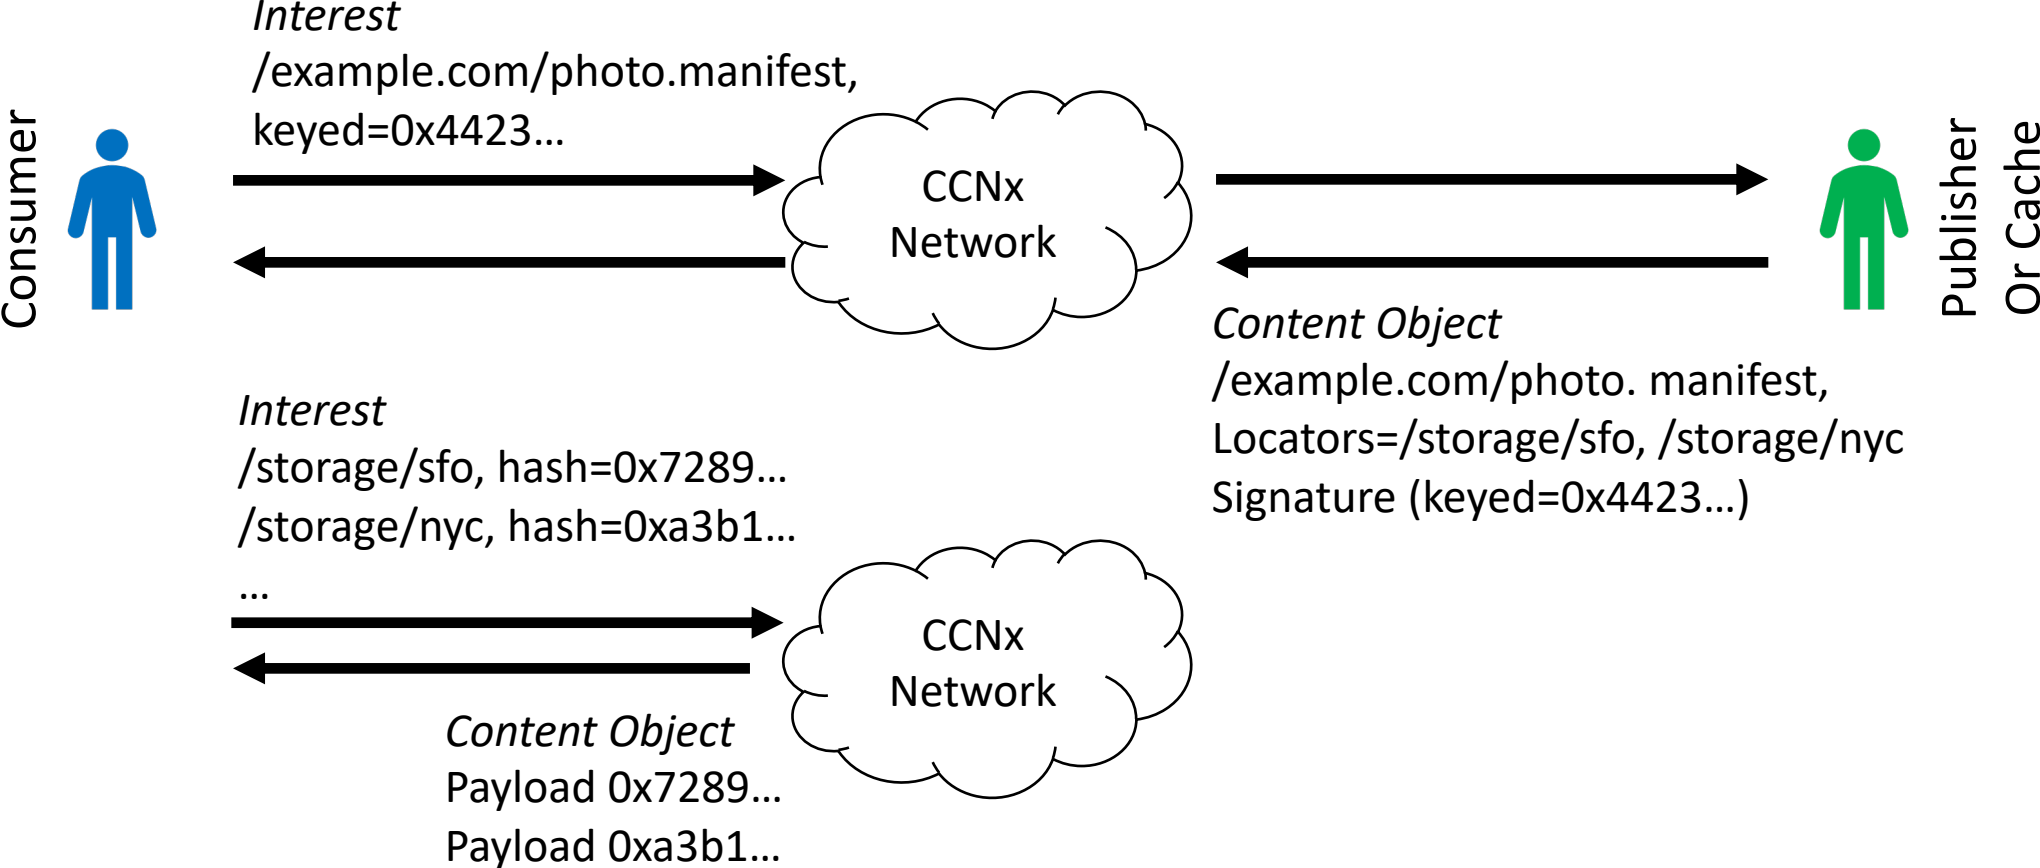 Interest
/example.com/photo.manifest,
keyed=0x4423…
Consumer
CCNx
Network
Publisher
Or Cache
Content Object
/example.com/photo. manifest,
Locators=/storage/sfo, /storage/nyc
Signature (keyed=0x4423…)
Interest
/storage/sfo, hash=0x7289…
/storage/nyc, hash=0xa3b1…
…
CCNx
Network
Content Object
Payload 0x7289…
Payload 0xa3b1…